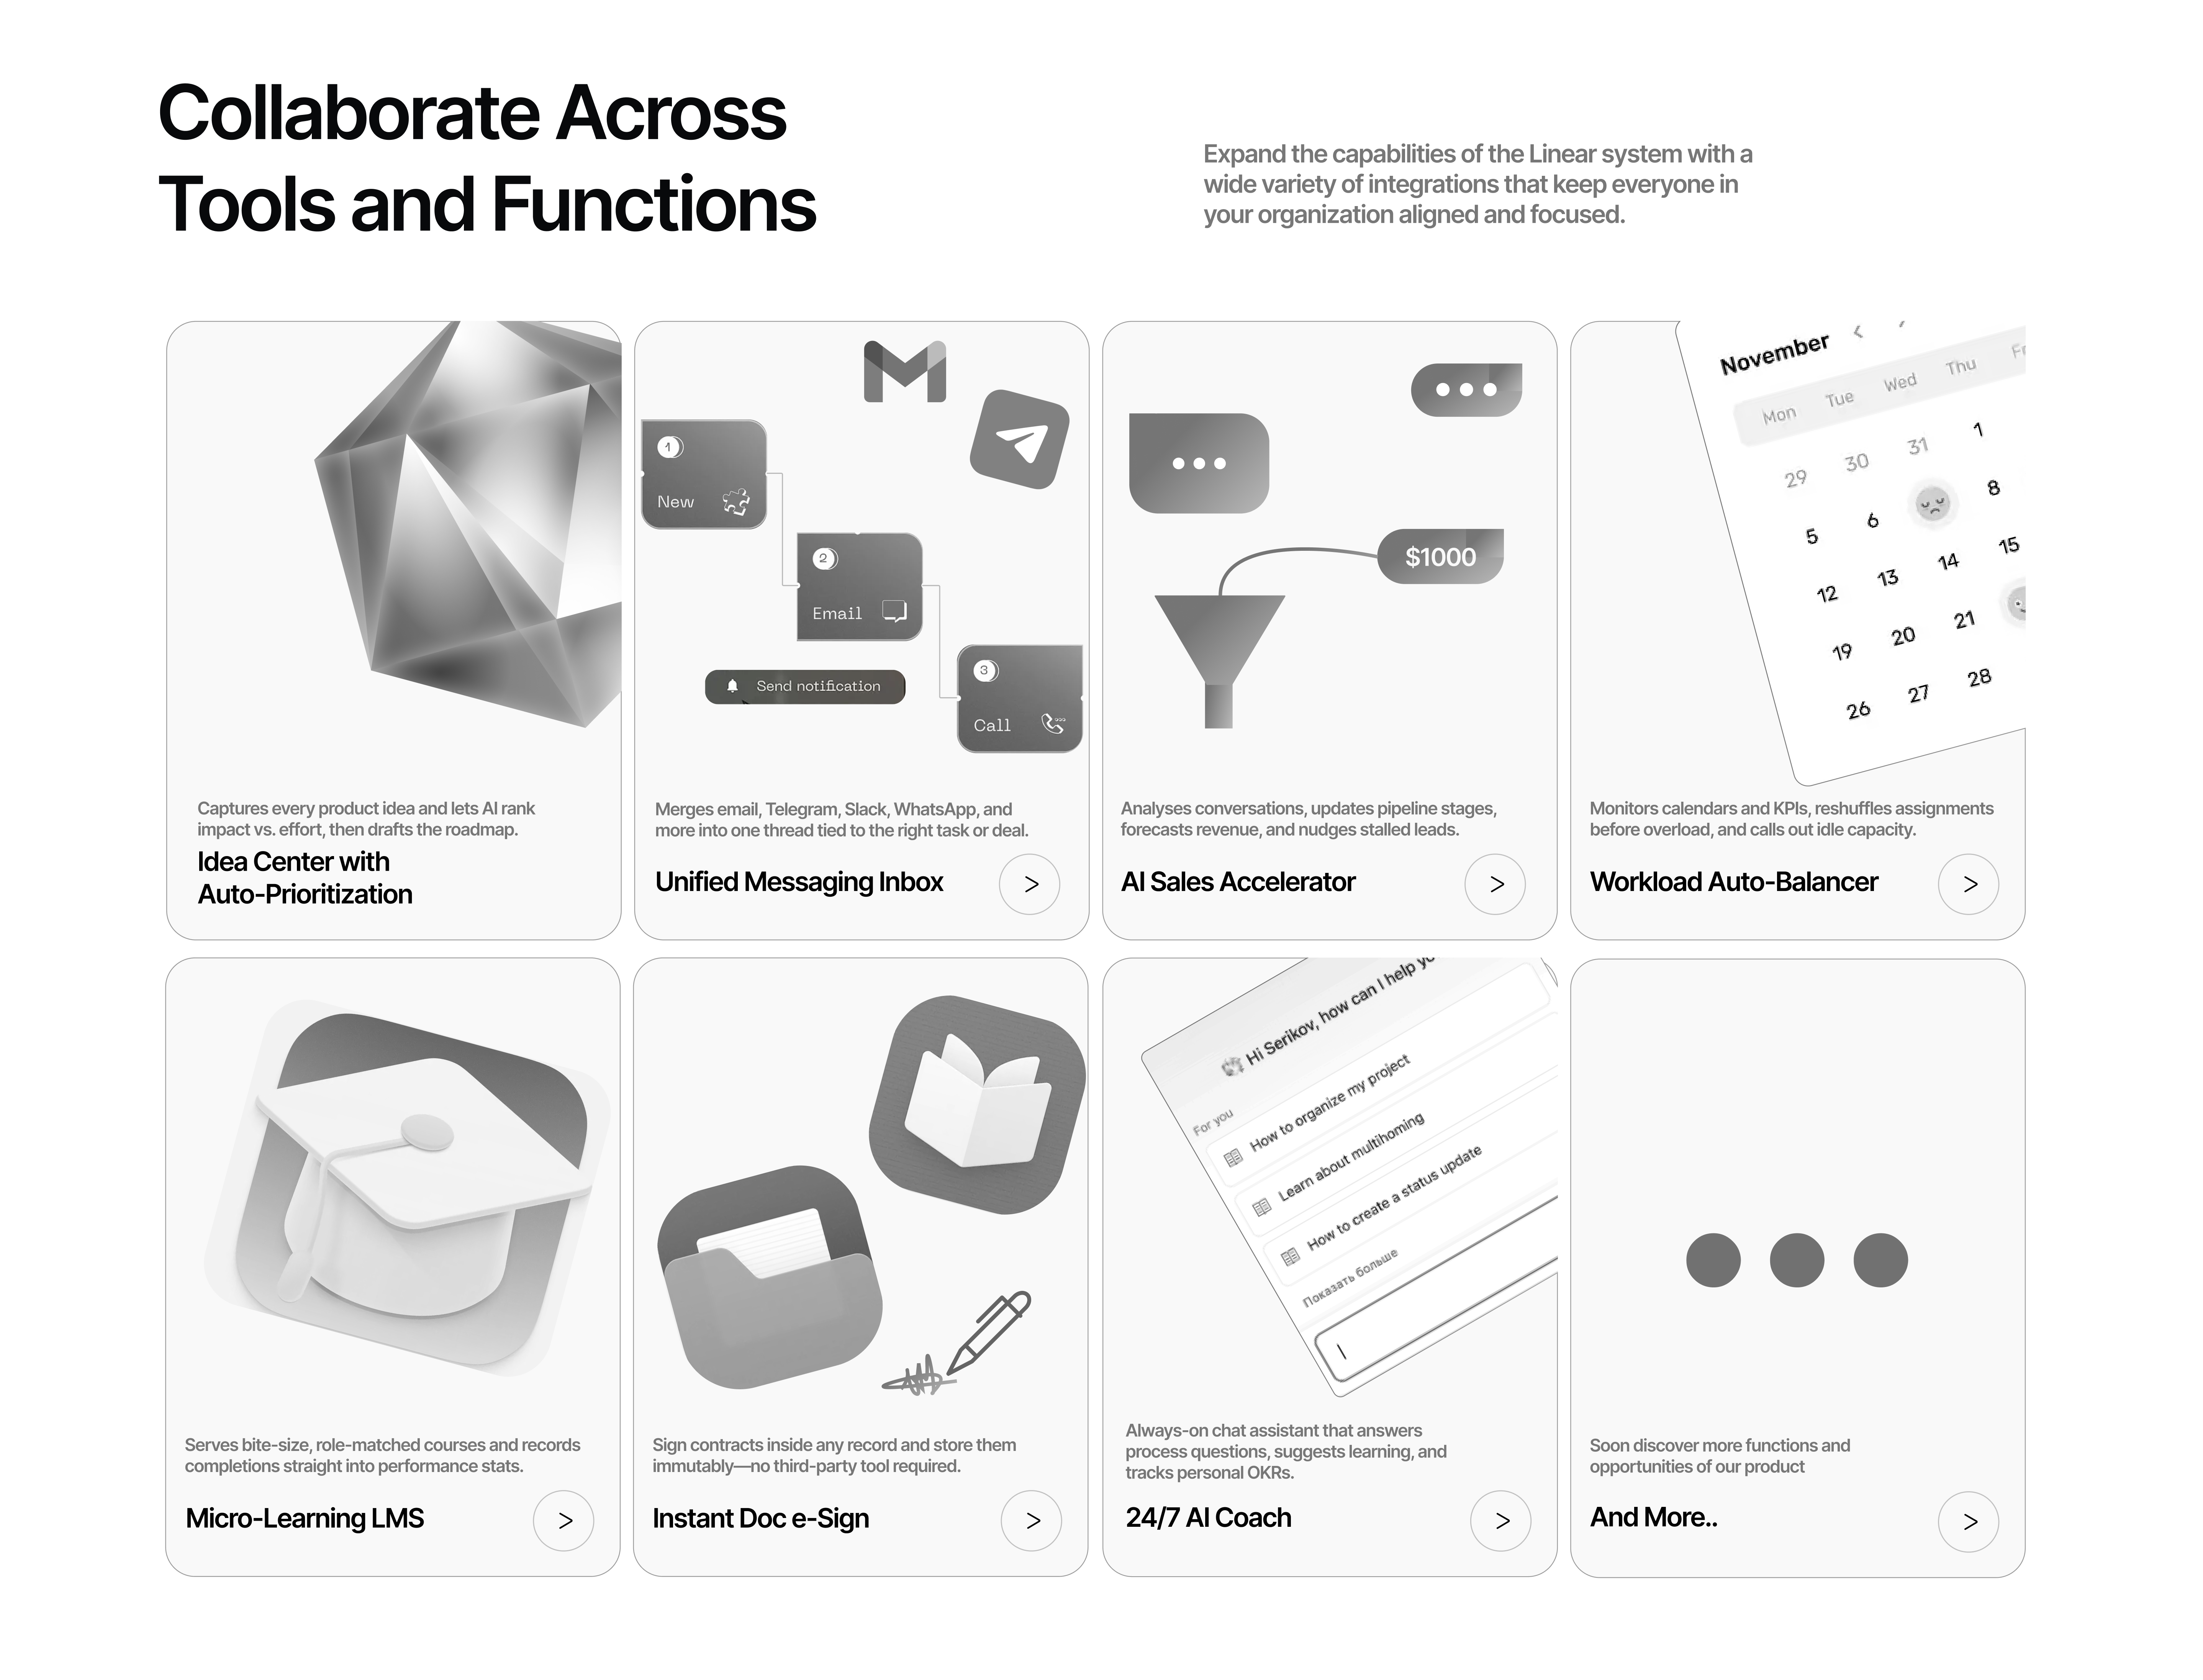 Collaborate Across
Tools and Functions
Expand the capabilities of the Linear system with a
wide variety of integrations that keep everyone in
your organization aligned and focused.
Captures every product idea and lets AI rank
impact vs. effort, then drafts the roadmap.
Idea Center with
Auto-Prioritization
1
New
2
Email
Send notification
3
Call
Merges email, Telegram, Slack, WhatsApp, and
more into one thread tied to the right task or deal.
Unified Messaging Inbox
>
$1000
Analyses conversations, updates pipeline stages,
forecasts revenue, and nudges stalled leads.
AI Sales Accelerator
>
November
Mon Tue Wed Thu Fr
29 30 31 1
5 6 8
12 13 14 15
19 20 21
26 27 28
Monitors calendars and KPIs, reshuffles assignments
before overload, and calls out idle capacity.
Workload Auto-Balancer
>
Serves bite-size, role-matched courses and records
completions straight into performance stats.
Micro-Learning LMS
>
Sign contracts inside any record and store them
immutably—no third-party tool required.
Instant Doc e-Sign
>
Hi Serikov, how can I help yo
For you
How to organize my project
Learn about multihoming
How to create a status update
Показать больше
Always-on chat assistant that answers
process questions, suggests learning, and
tracks personal OKRs.
24/7 AI Coach
>
Soon discover more functions and
opportunities of our product
And More..
>